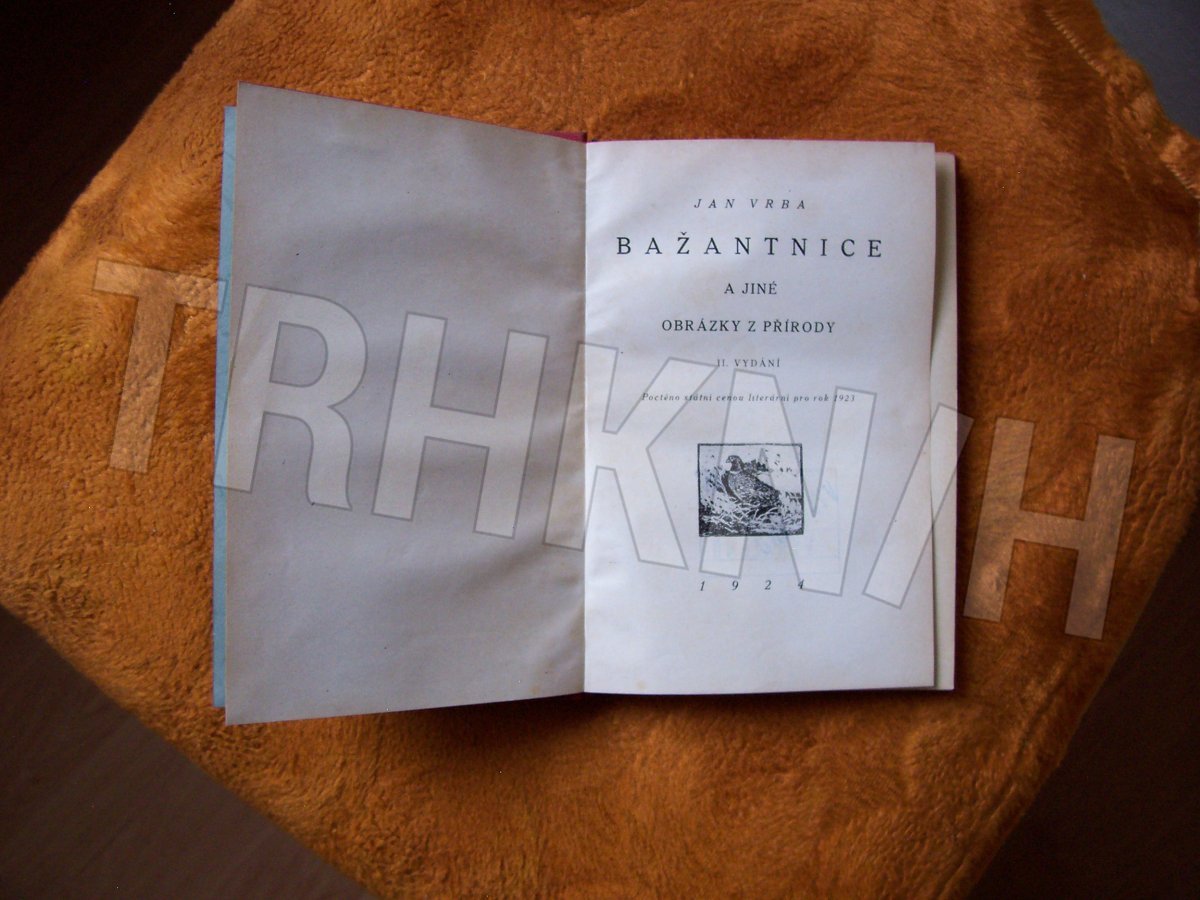 JAN VRBA
BAŽANTNICE
A JINÉ
OBRÁZKY Z PŘÍRODY
II. VYDÁNÍ
Poctěno státní cenou literární pro rok 1923
1924
TRHKNIH